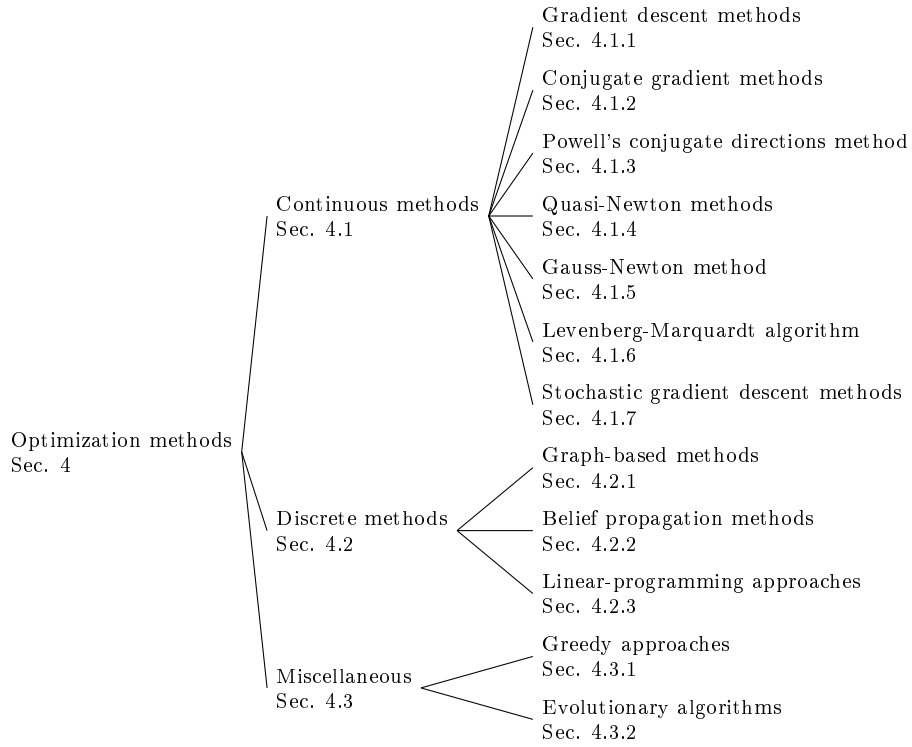 Optimization methods
Sec. 4
Continuous methods
Sec. 4.1
Gradient descent methods
Sec. 4.1.1
Conjugate gradient methods
Sec. 4.1.2
Powell's conjugate directions method
Sec. 4.1.3
Quasi-Newton methods
Sec. 4.1.4
Gauss-Newton method
Sec. 4.1.5
Levenberg-Marquardt algorithm
Sec. 4.1.6
Stochastic gradient descent methods
Sec. 4.1.7
Discrete methods
Sec. 4.2
Graph-based methods
Sec. 4.2.1
Belief propagation methods
Sec. 4.2.2
Linear-programming approaches
Sec. 4.2.3
Miscellaneous
Sec. 4.3
Greedy approaches
Sec. 4.3.1
Evolutionary algorithms
Sec. 4.3.2